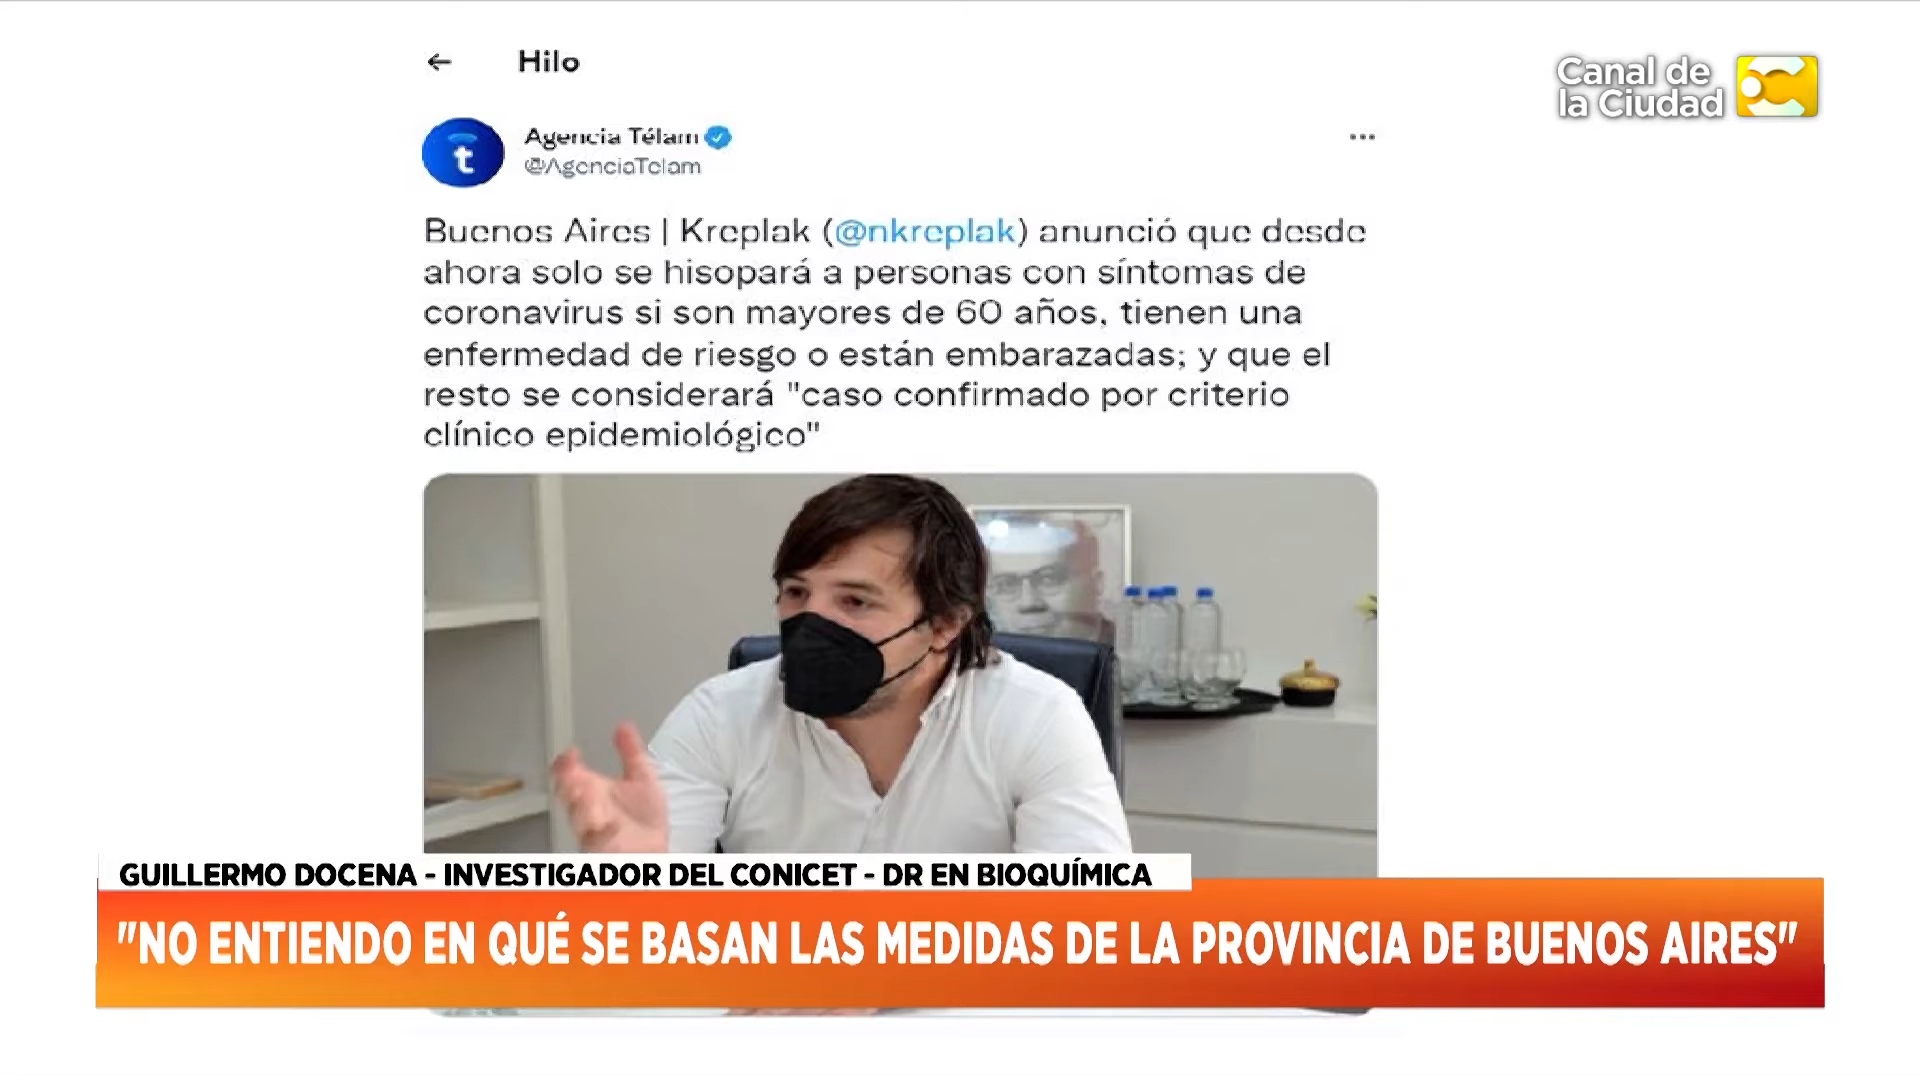 ← Hilo
Canal de
la Ciudad
t
Agencia Télam
@AgenciaTelam
Buenos Aires | Kreplak (@nkreplak) anunció que desde
ahora solo se hisopará a personas con síntomas de
coronavirus si son mayores de 60 años, tienen una
enfermedad de riesgo o están embarazadas; y que el
resto se considerará "caso confirmado por criterio
clínico epidemiológico"
GUILLERMO DOCENA - INVESTIGADOR DEL CONICET - DR EN BIOQUÍMICA
"NO ENTIENDO EN QUÉ SE BASAN LAS MEDIDAS DE LA PROVINCIA DE BUENOS AIRES"